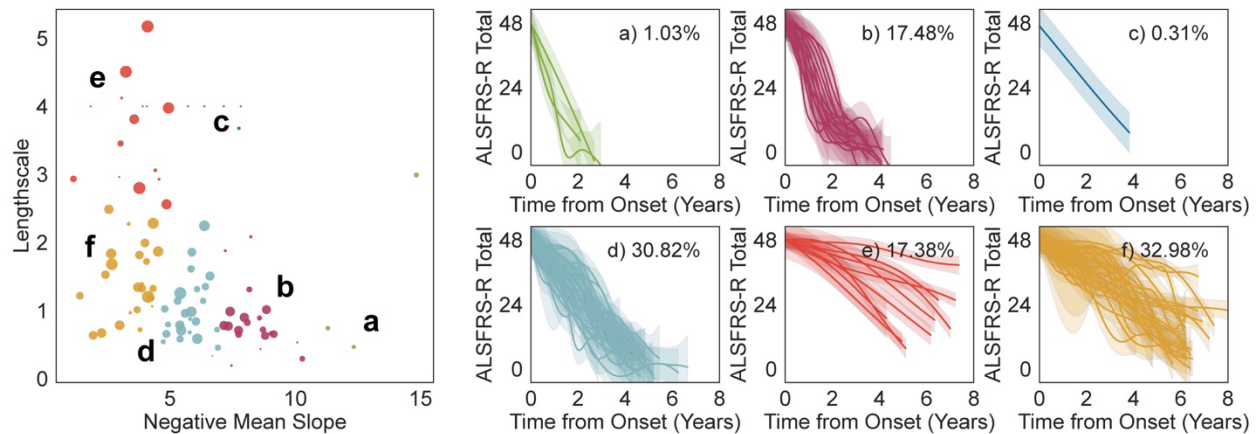 5
4
3
2
1
0
Lengthscale
e
c
f
b
d
a
5
10
15
Negative Mean Slope
ALSFRS-R Total
48
24
0
a) 1.03%
0 2 4 6 8
Time from Onset (Years)
ALSFRS-R Total
48
24
0
b) 17.48%
0 2 4 6 8
Time from Onset (Years)
ALSFRS-R Total
48
24
0
c) 0.31%
0 2 4 6 8
Time from Onset (Years)
ALSFRS-R Total
48
24
48
d) 30.82%
0 2 4 6 8
Time from Onset (Years)
ALSFRS-R Total
48
24
48
e) 17.38%
0 2 4 6 8
Time from Onset (Years)
ALSFRS-R Total
48
24
48
f) 32.98%
0 2 4 6 8
Time from Onset (Years)